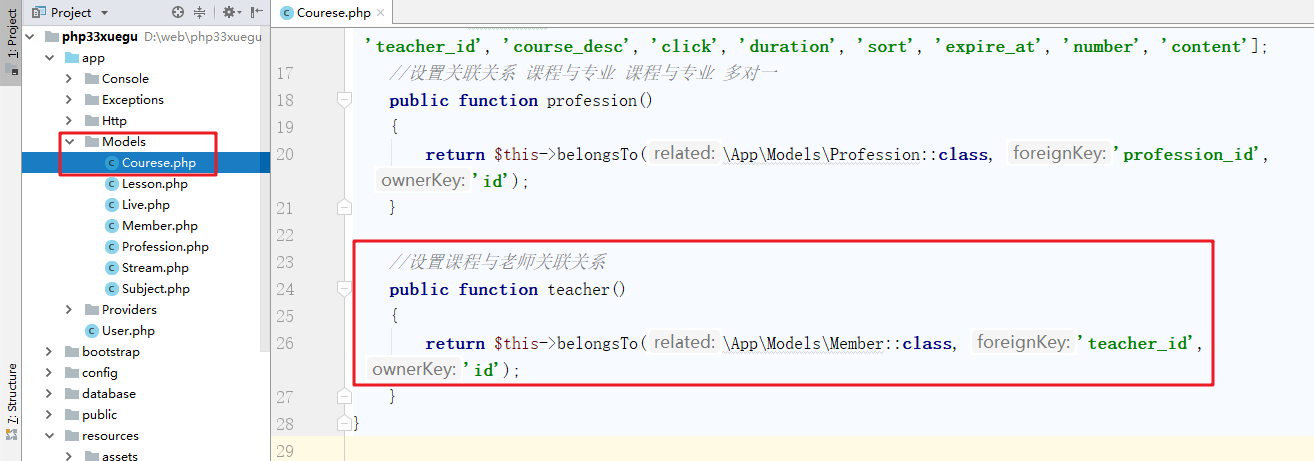 1: Project
7: Structure
Project
php33xuegu D:\web\php33xuegu
app
Console
Exceptions
Http
Models
Courese.php
Lesson.php
Live.php
Member.php
Profession.php
Stream.php
Subject.php
Providers
User.php
bootstrap
config
database
public
resources
assets
Courese.php
'teacher_id', 'course_desc', 'click', 'duration', 'sort', 'expire_at', 'number', 'content'];
17 //设置关联关系 课程与专业 课程与专业 多对一
18 public function profession()
19 {
20 return $this->belongsTo( related: \App\Models\Profession::class, foreignKey: 'profession_id',
ownerKey: 'id');
21 }
22
23 //设置课程与老师关联关系
24 public function teacher()
25 {
26 return $this->belongsTo( related: \App\Models\Member::class, foreignKey: 'teacher_id',
ownerKey: 'id');
27 }
28 }
29